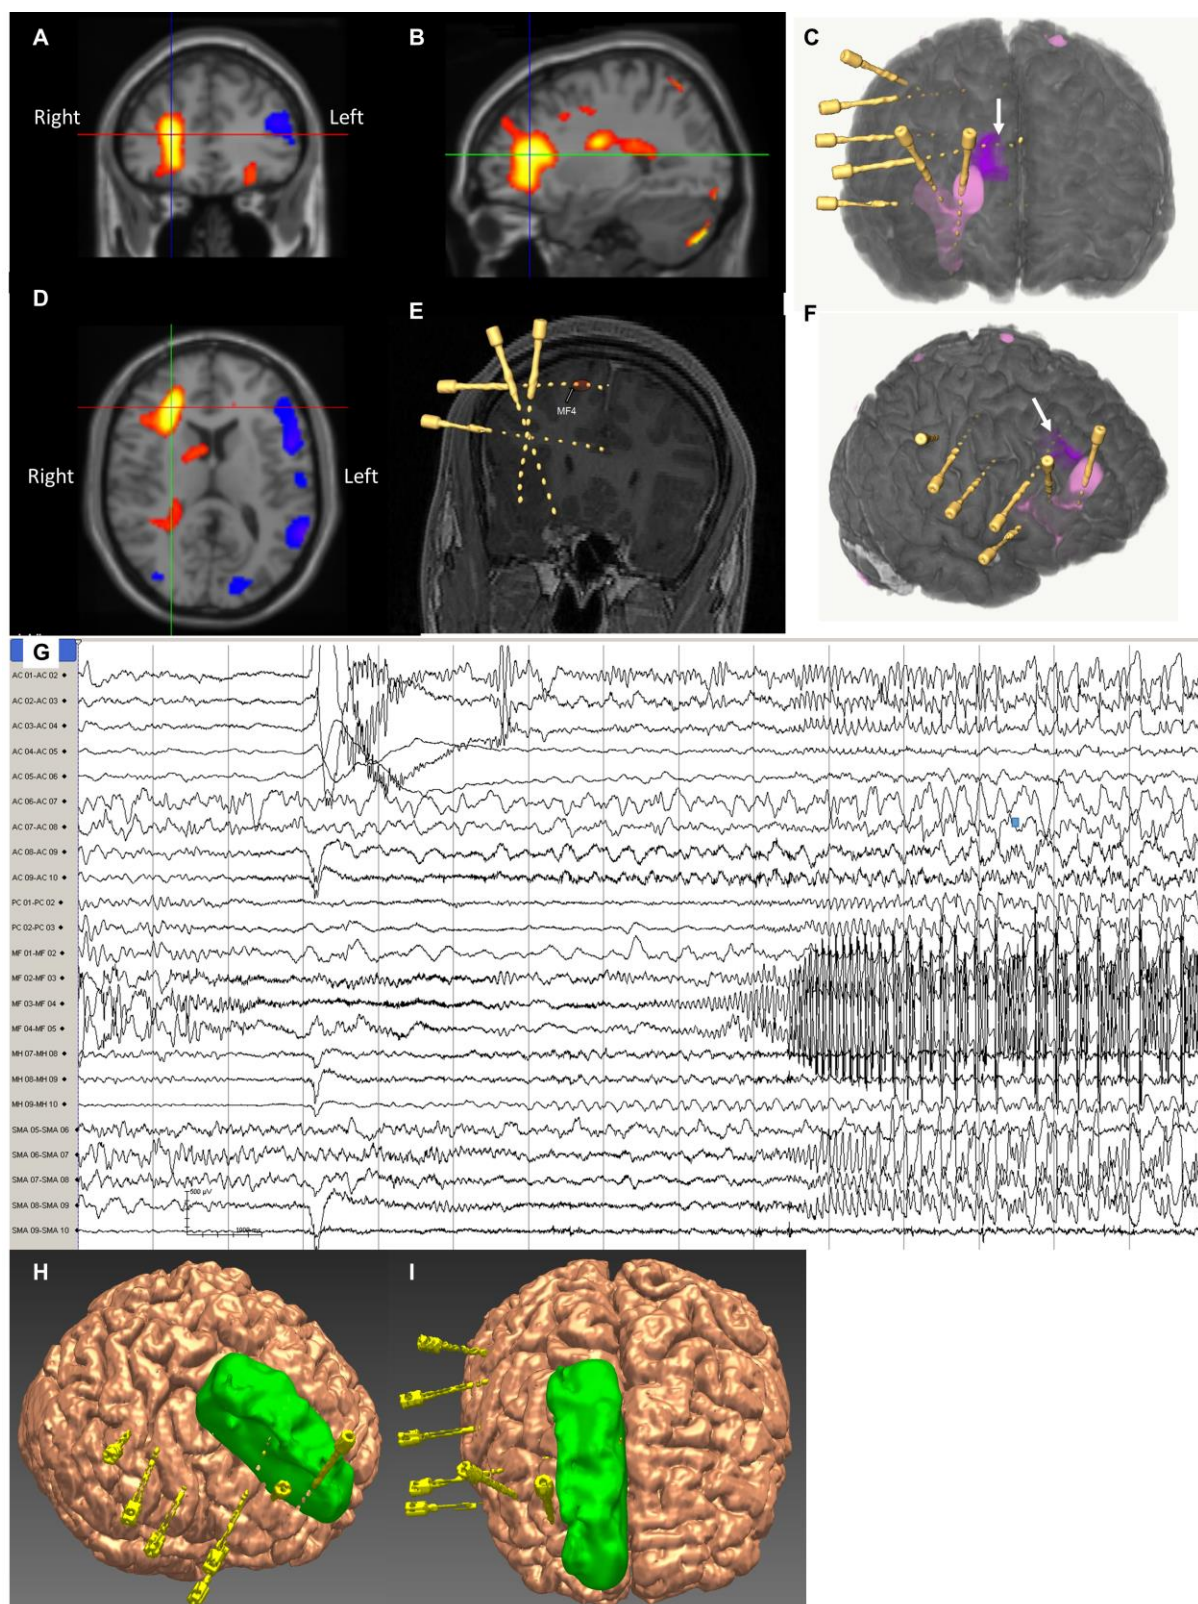 A
B
C
Right
Left
D
E
F
MF4
Right
Left
G
AC 01-AC 02
AC 02-AC 03
AC 03-AC 04
AC 04-AC 05
AC 05-AC 06
AC 06-AC 07
AC 07-AC 08
AC 08-AC 09
AC 09-AC 10
PC 01-PC 02
PC 02-PC 03
MF 01-MF 02
MF 02-MF 03
MF 03-MF 04
MF 04-MF 05
MH 07-MH 08
MH 08-MH 09
MH 09-MH 10
SMA 05-SMA 06
SMA 06-SMA 07
SMA 07-SMA 08
SMA 08-SMA 09
SMA 09-SMA 10
500 µV
1000 ms
H
I